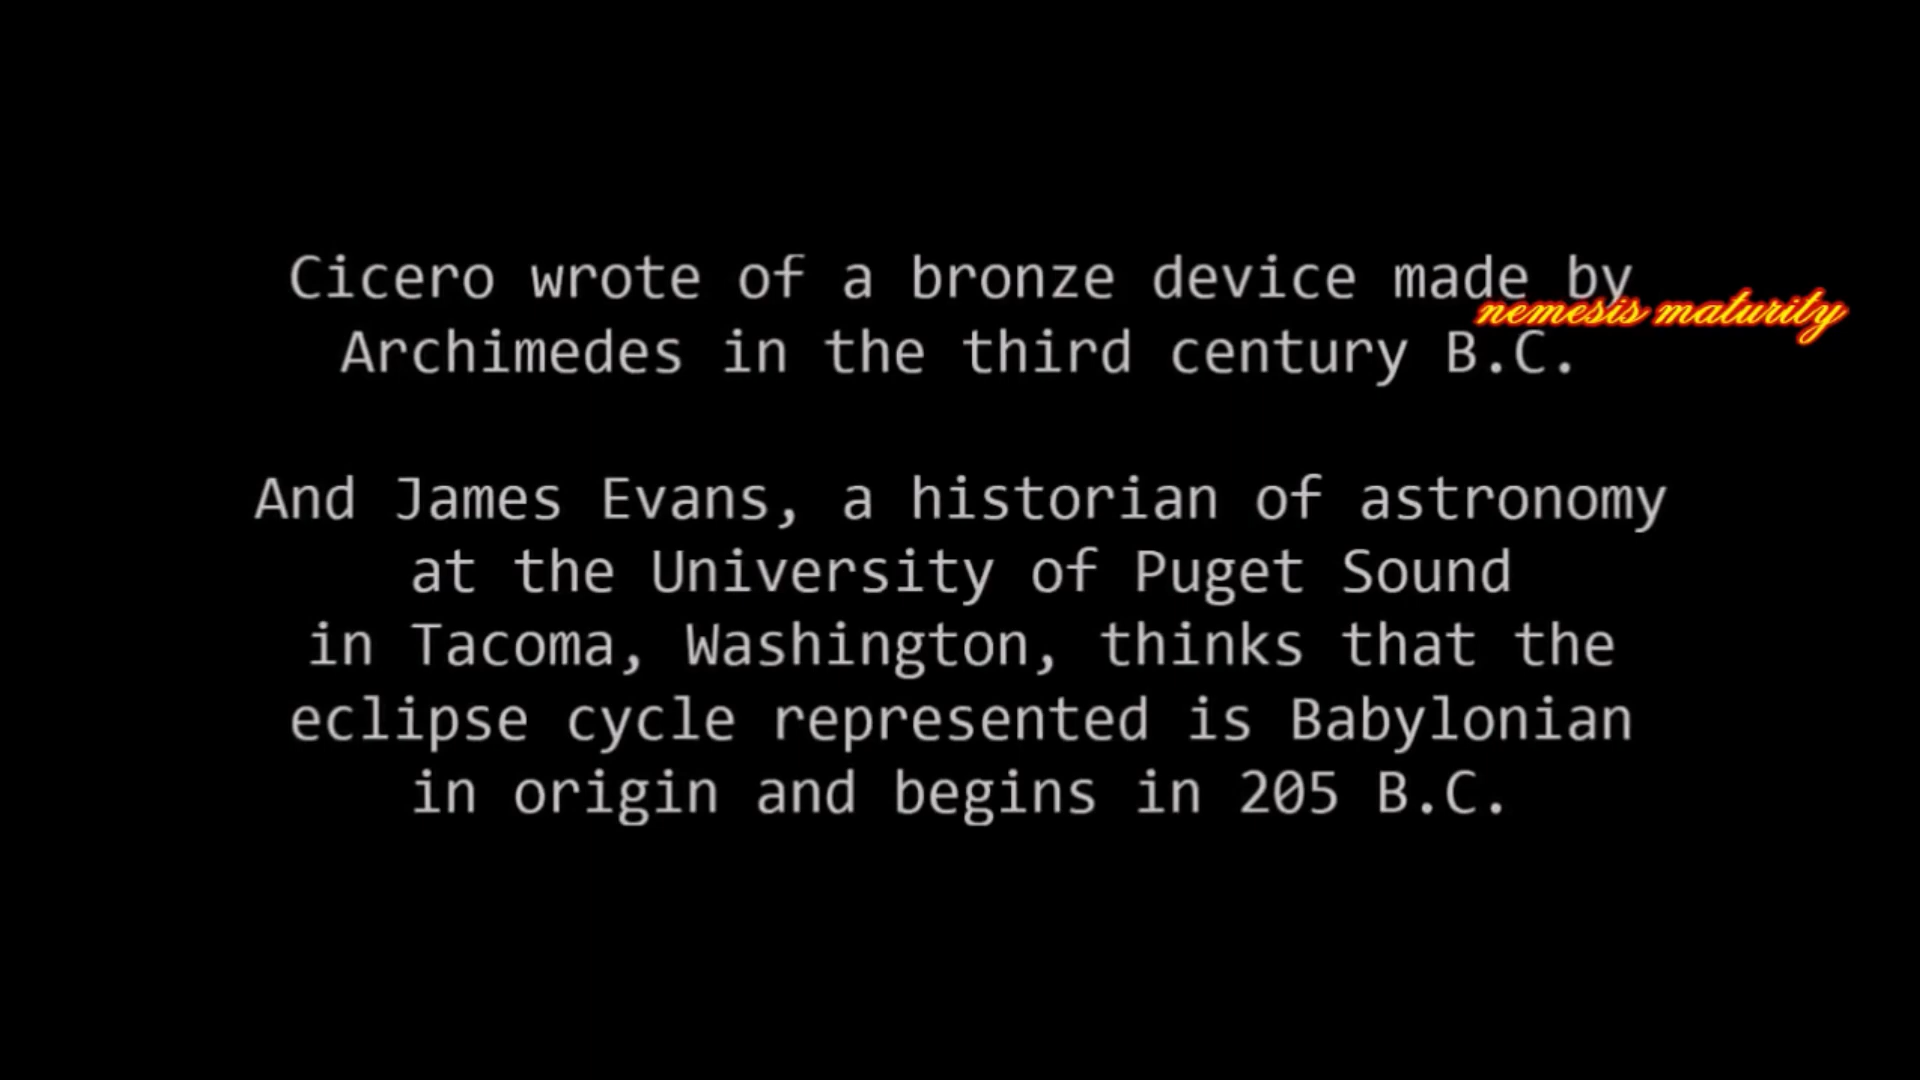 Cicero wrote of a bronze device made by
nemesis maturity
Archimedes in the third century B.C.
And James Evans, a historian of astronomy
at the University of Puget Sound
in Tacoma, Washington, thinks that the
eclipse cycle represented is Babylonian
in origin and begins in 205 B.C.